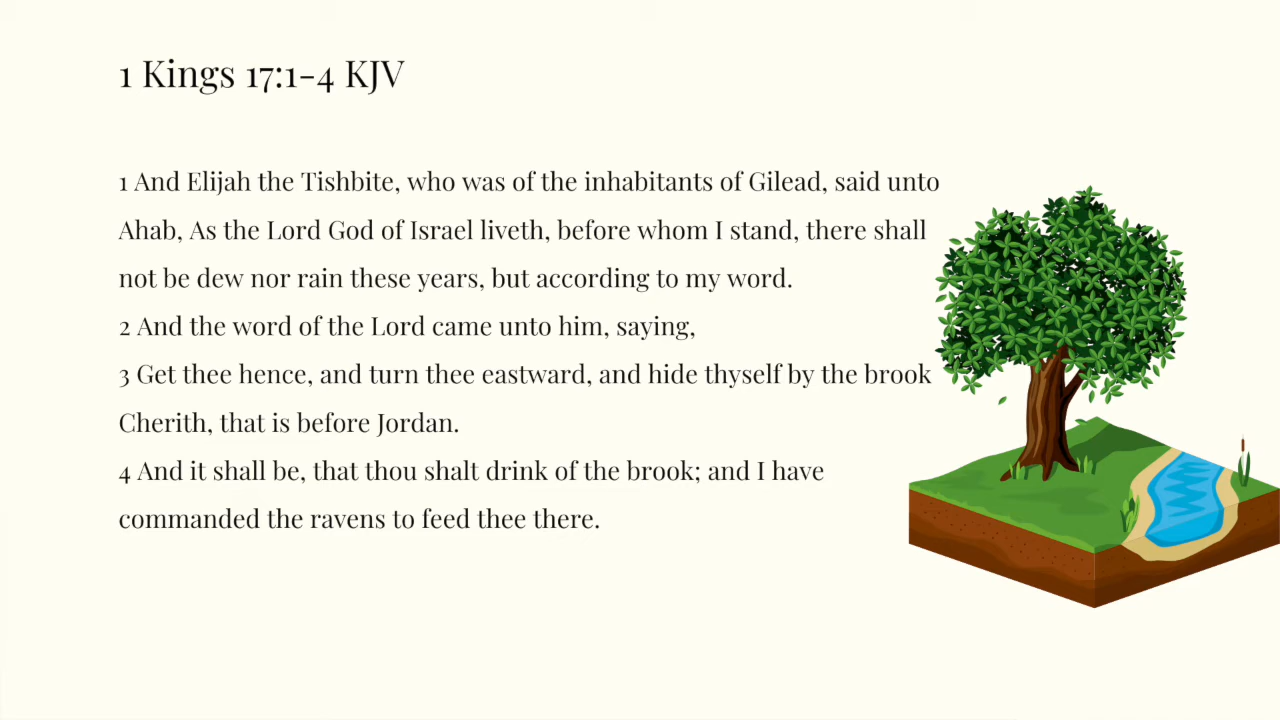 1 Kings 17:1-4 KJV
1 And Elijah the Tishbite, who was of the inhabitants of Gilead, said unto
Ahab, As the Lord God of Israel liveth, before whom I stand, there shall
not be dew nor rain these years, but according to my word.
2 And the word of the Lord came unto him, saying,
3 Get thee hence, and turn thee eastward, and hide thyself by the brook
Cherith, that is before Jordan.
4 And it shall be, that thou shalt drink of the brook; and I have
commanded the ravens to feed thee there.